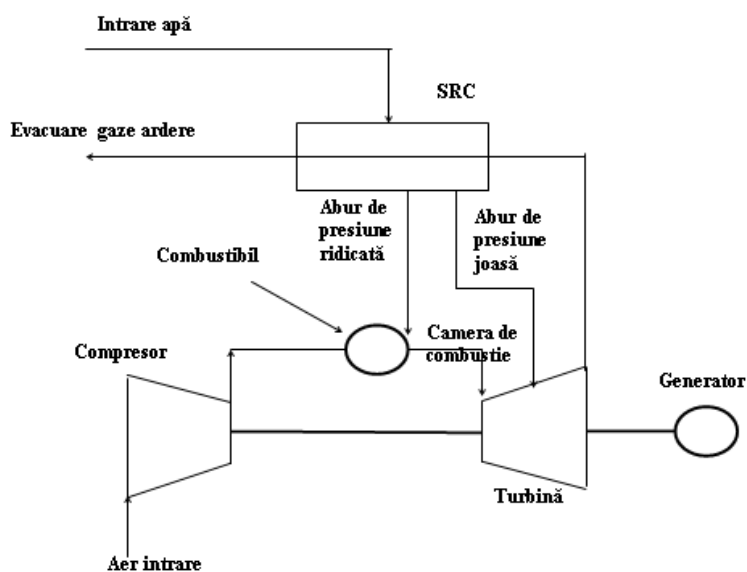 Intrare apă
SRC
Evacuare gaze ardere
Abur de
presiune
ridicată
Abur de
presiune
joasă
Combustibil
Camera de
combustie
Compresor
Generator
Turbină
Aer intrare